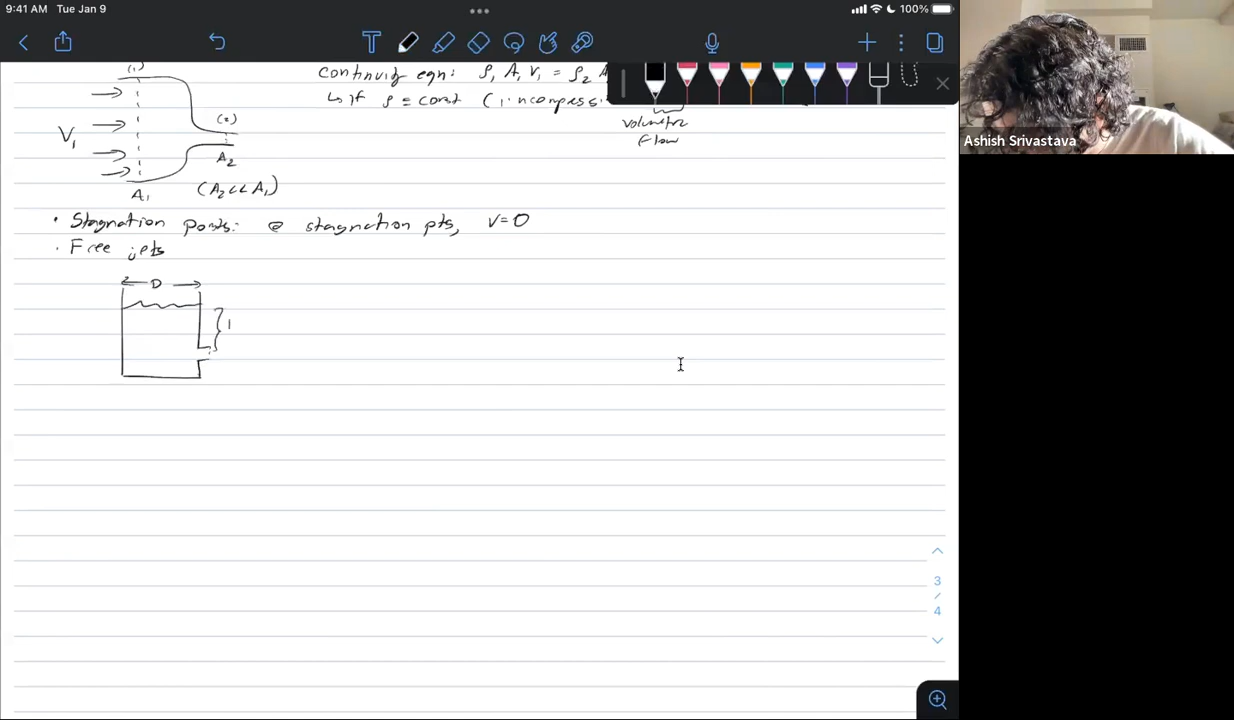 9:41 AM Tue Jan 9
100%
(1)
continuity eqn: ρ₁ A₁ V₁ = ρ₂ A
↳ if ρ = const (incompress
(2)
volumetric
V₁
Flow
A₂
A₁
(A₂<<A₁)
· Stagnation points: @ stagnation pts, V=0
· Free jets
D
3
/
4
Ashish Srivastava